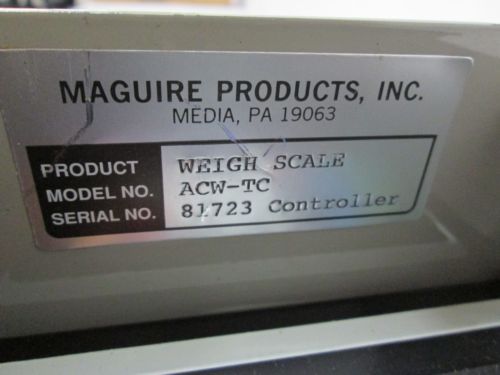 MAGUIRE PRODUCTS, INC.
MEDIA, PA 19063
PRODUCT WEIGH SCALE
MODEL NO. ACW-TC
SERIAL NO. 81723 Controller